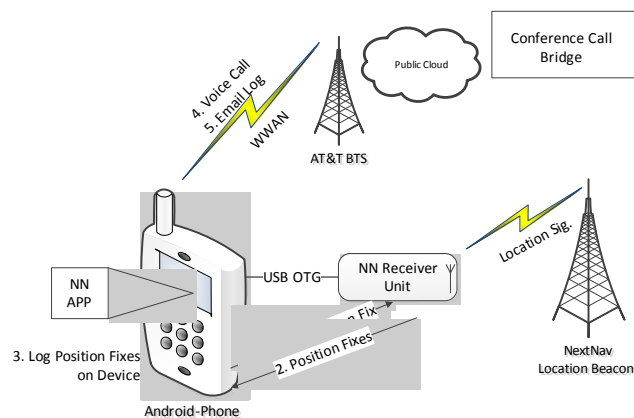 Conference Call
Bridge
Public Cloud
4. Voice Call
5. Email Log
WWAN
AT&T BTS
Location Sig.
NN
APP
USB OTG
NN Receiver
Unit
Fix
2. Position Fixes
3. Log Position Fixes
on Device
NextNav
Location Beacon
Android-Phone